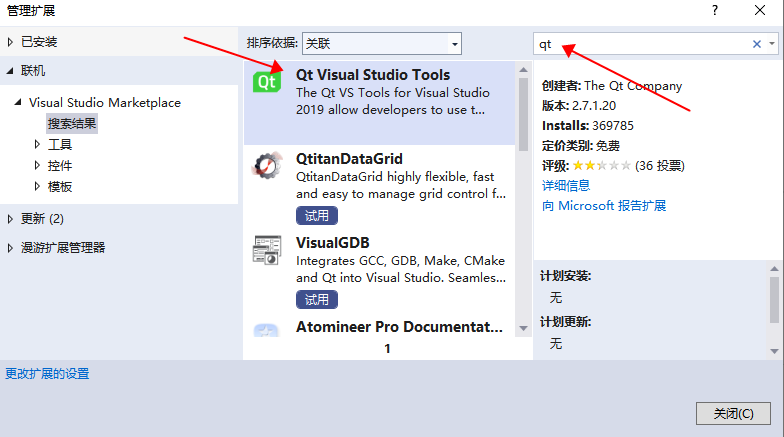 管理扩展
? ×
已安装
联机
Visual Studio Marketplace
搜索结果
工具
控件
模板
更新 (2)
漫游扩展管理器
排序依据: 关联
Qt
Qt Visual Studio Tools
The Qt VS Tools for Visual Studio
2019 allow developers to use t...
QtitanDataGrid
QtitanDataGrid highly flexible, fast
and easy to manage grid control f...
试用
VisualGDB
Integrates GCC, GDB, Make, CMake
and Qt into Visual Studio. Seamles...
试用
Atomineer Pro Documentat...
1
qt
创建者: The Qt Company
版本: 2.7.1.20
Installs: 369785
定价类别: 免费
评级: (36 投票)
详细信息
向 Microsoft 报告扩展
计划安装:
无
计划更新:
无
更改扩展的设置
关闭(C)